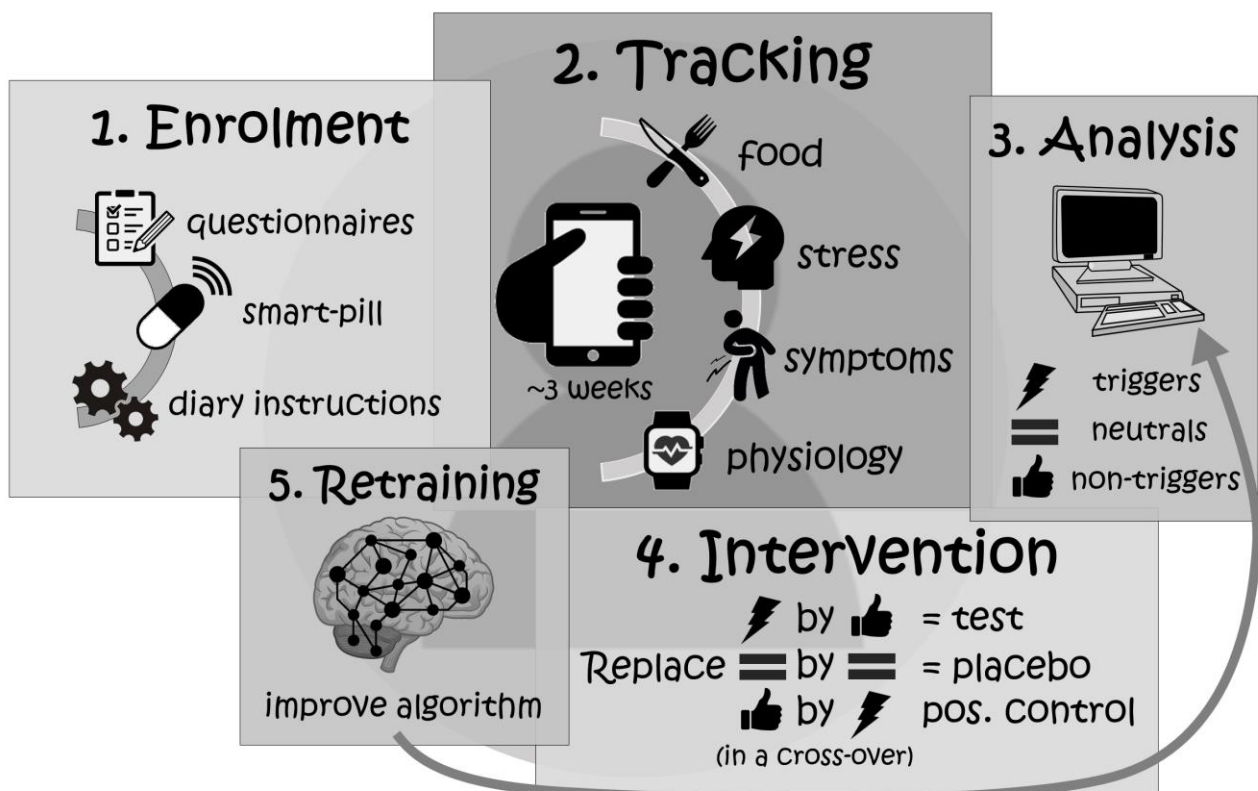 1. Enrolment
questionnaires
smart-pill
diary instructions
2. Tracking
food
stress
symptoms
physiology
~3 weeks
3. Analysis
triggers
neutrals
non-triggers
4. Intervention
by = test
Replace by = placebo
by pos. control
(in a cross-over)
5. Retraining
improve algorithm